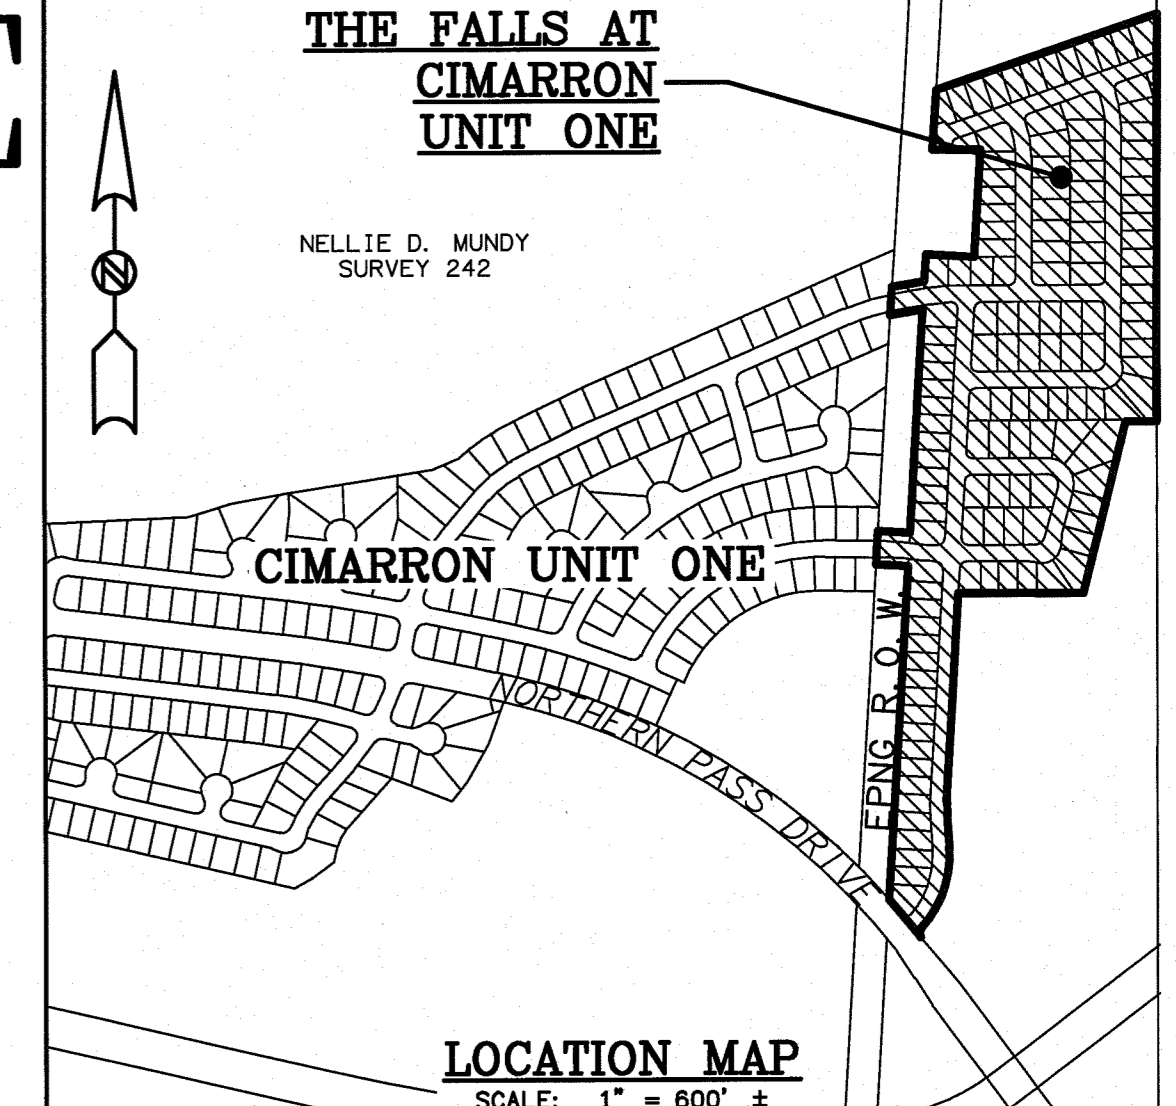 THE FALLS AT
CIMARRON
UNIT ONE
NELLIE D. MUNDY
SURVEY 242
N
CIMARRON UNIT ONE
NORTHERN PASS DRIVE
EPNG R.O.W.
LOCATION MAP
SCALE: 1" = 600' ±